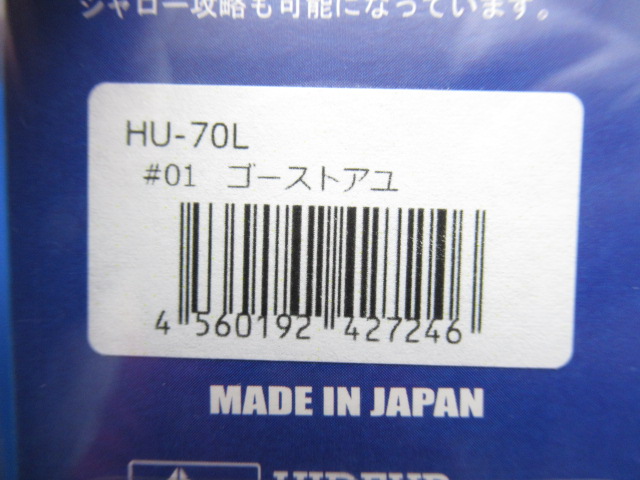 シャロー攻略も可能になっています。
HU-70L
#01 ゴーストアユ
4 560192 427246
MADE IN JAPAN